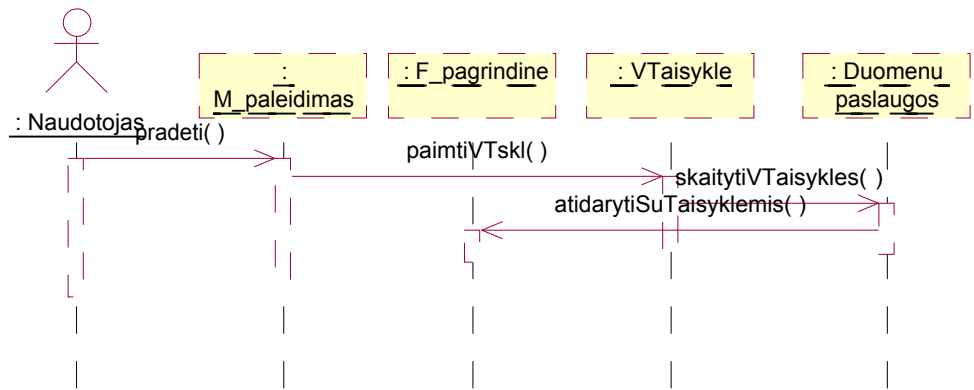 :
: F_pagrindine
: VTaisykle
: Duomenu
M_paleidimas
paslaugos
: Naudotojas
pradeti( )
paimtiVTskl( )
skaitytiVTaisykles( )
atidarytiSuTaisyklemis( )